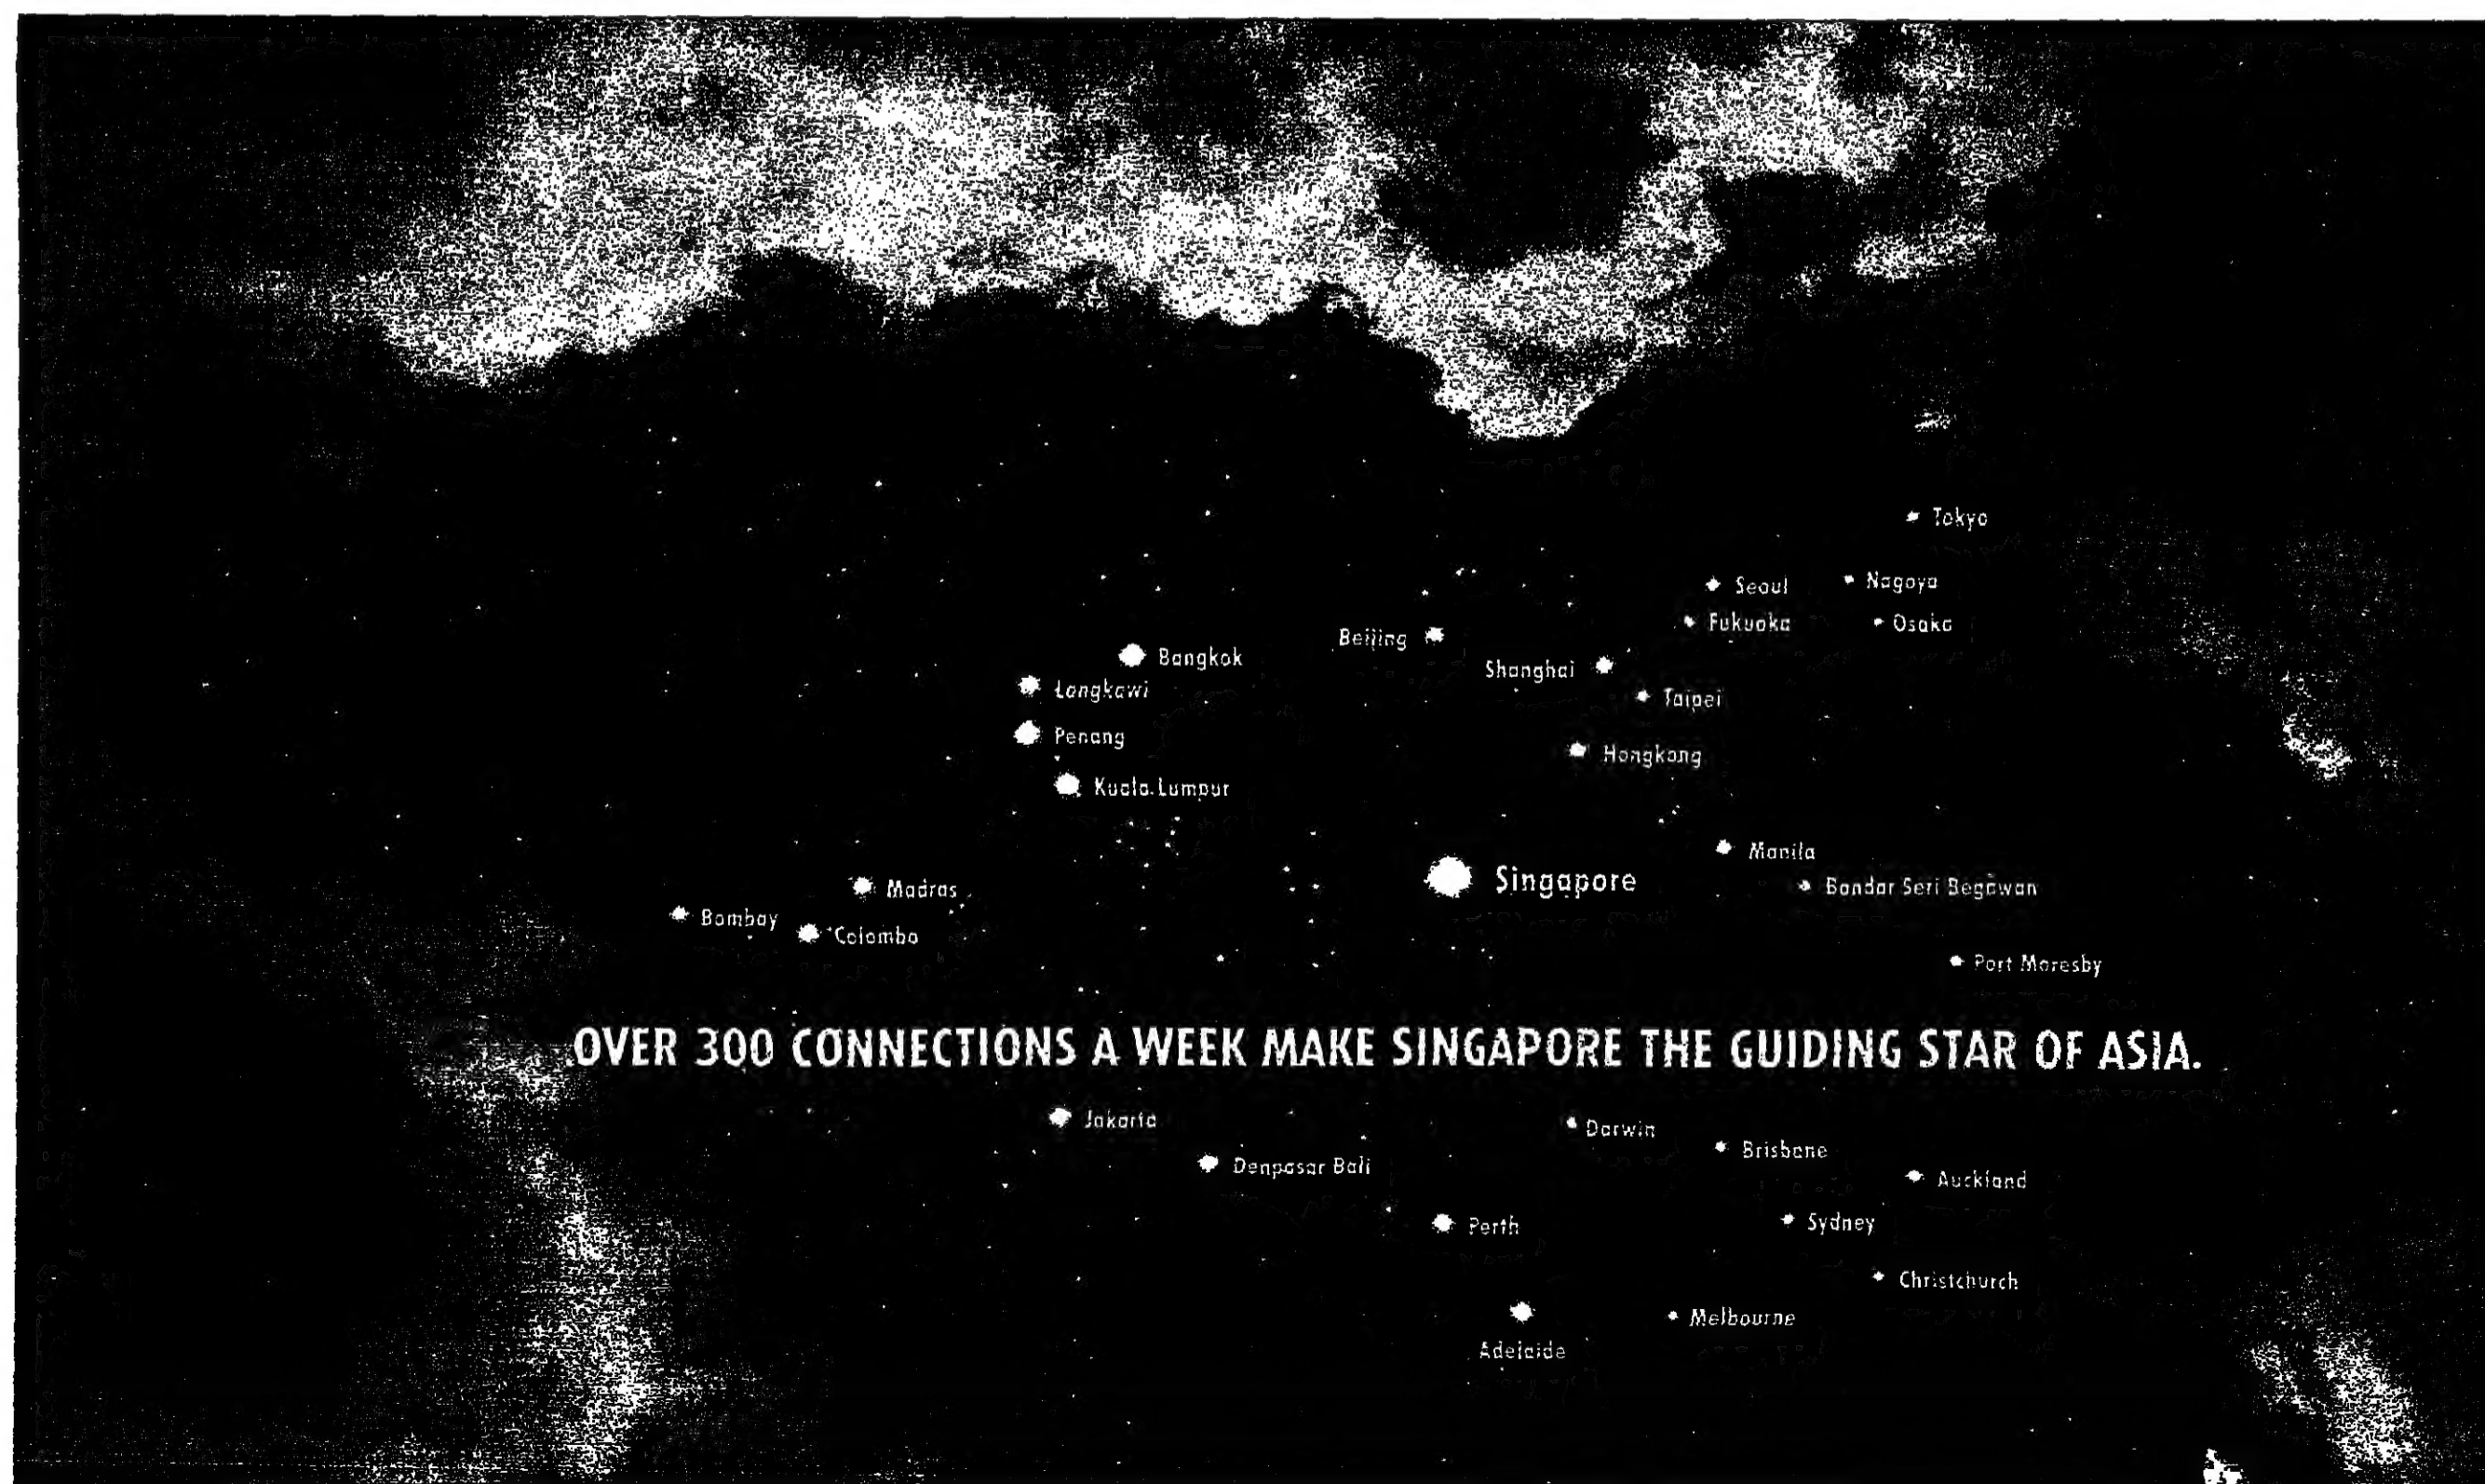 Tokyo
Seoul
Nagoya
Fukuoka
Osaka
Beijing
Bangkok
Shanghai
Langkawi
Taipei
Penang
Hongkong
Kuala Lumpur
Manila
Singapore
Madras
Bandar Seri Begawan
Bombay
Colombo
Port Moresby
OVER 300 CONNECTIONS A WEEK MAKE SINGAPORE THE GUIDING STAR OF ASIA.
Jakarta
Darwin
Brisbane
Denpasar Bali
Auckland
Perth
Sydney
Christchurch
Melbourne
Adelaide